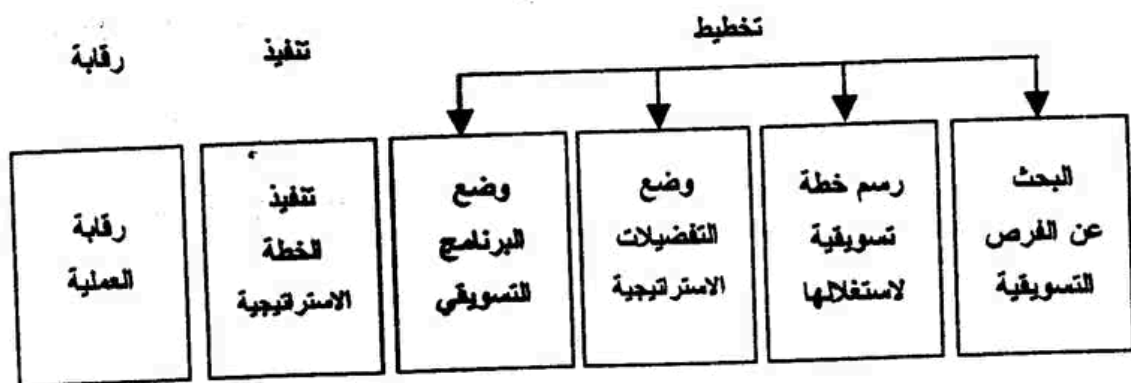 تخطيط
تنفيذ
رقابة
البحث
عن الفرص
التسويقية
رسم خطة
تسويقية
لاستغلالها
وضع
التفضيلات
الاستراتيجية
وضع
البرنامج
التسويقي
تنفيذ
الخطة
الاستراتيجية
رقابة
العملية